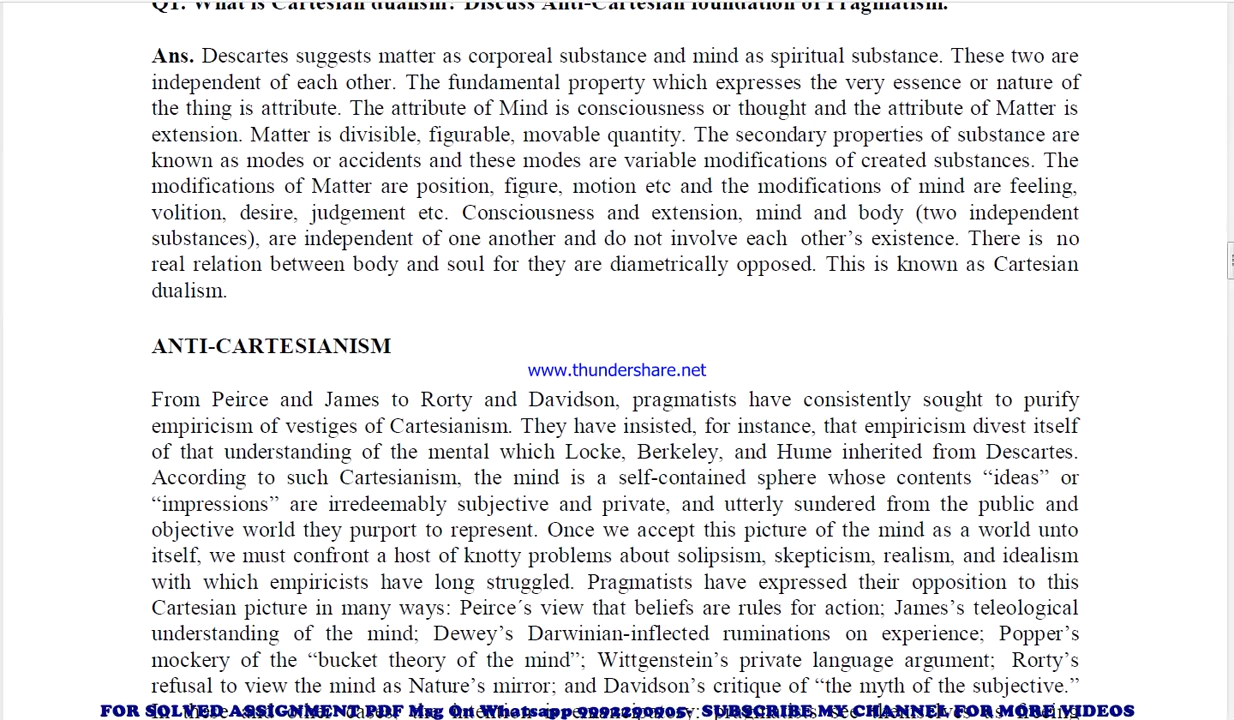 Q1. What is Cartesian dualism? Discuss Anti-Cartesian foundation of Pragmatism.
Ans. Descartes suggests matter as corporeal substance and mind as spiritual substance. These two are
independent of each other. The fundamental property which expresses the very essence or nature of
the thing is attribute. The attribute of Mind is consciousness or thought and the attribute of Matter is
extension. Matter is divisible, figurable, movable quantity. The secondary properties of substance are
known as modes or accidents and these modes are variable modifications of created substances. The
modifications of Matter are position, figure, motion etc and the modifications of mind are feeling,
volition, desire, judgement etc. Consciousness and extension, mind and body (two independent
substances), are independent of one another and do not involve each other’s existence. There is no
real relation between body and soul for they are diametrically opposed. This is known as Cartesian
dualism.
ANTI-CARTESIANISM
www.thundershare.net
From Peirce and James to Rorty and Davidson, pragmatists have consistently sought to purify
empiricism of vestiges of Cartesianism. They have insisted, for instance, that empiricism divest itself
of that understanding of the mental which Locke, Berkeley, and Hume inherited from Descartes.
According to such Cartesianism, the mind is a self-contained sphere whose contents “ideas” or
“impressions” are irredeemably subjective and private, and utterly sundered from the public and
objective world they purport to represent. Once we accept this picture of the mind as a world unto
itself, we must confront a host of knotty problems about solipsism, skepticism, realism, and idealism
with which empiricists have long struggled. Pragmatists have expressed their opposition to this
Cartesian picture in many ways: Peirce´s view that beliefs are rules for action; James’s teleological
understanding of the mind; Dewey’s Darwinian-inflected ruminations on experience; Popper’s
mockery of the “bucket theory of the mind”; Wittgenstein’s private language argument; Rorty’s
refusal to view the mind as Nature’s mirror; and Davidson’s critique of “the myth of the subjective.”
FOR SOLVED ASSIGNMENT PDF Msg On Whatsapp 9992290905, SUBSCRIBE MY CHANNEL FOR MORE VIDEOS